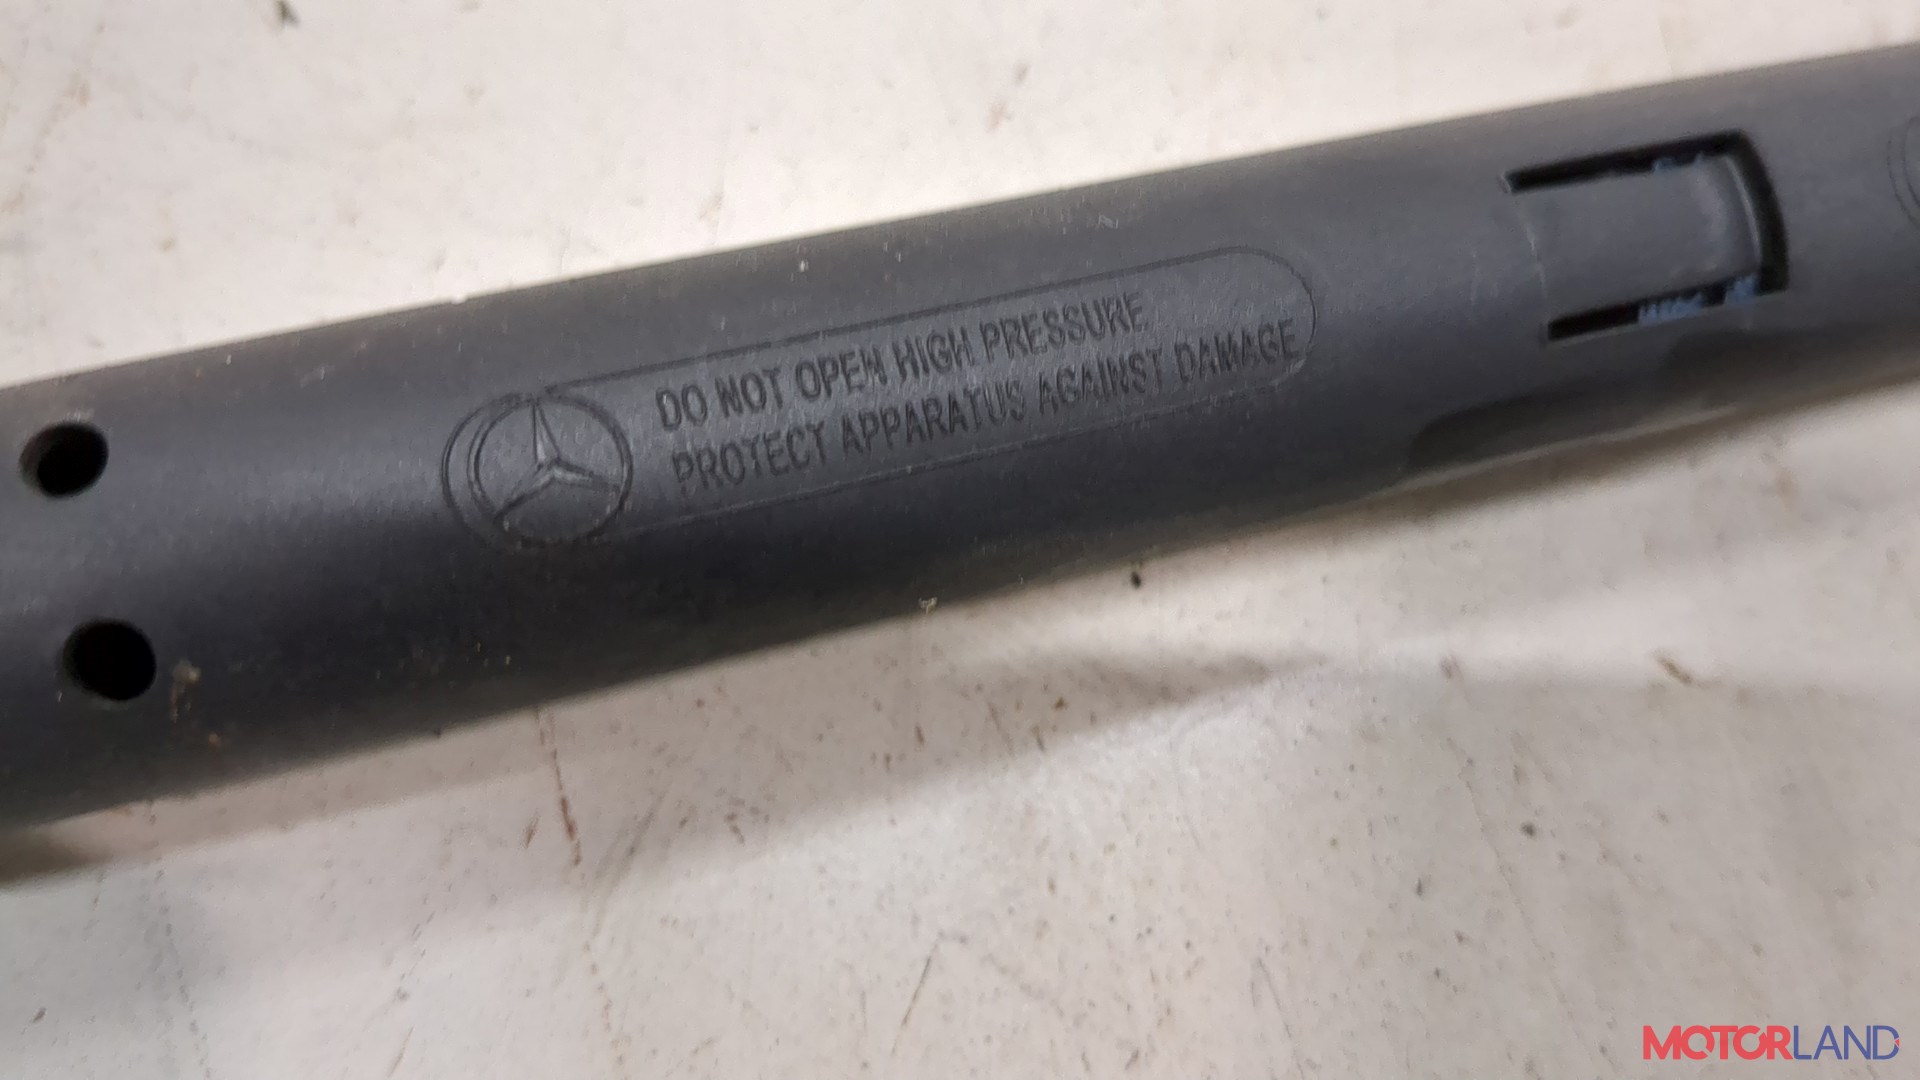 DO NOT OPEN HIGH PRESSURE
PROTECT APPARATUS AGAINST DAMAGE
MOTORLAND